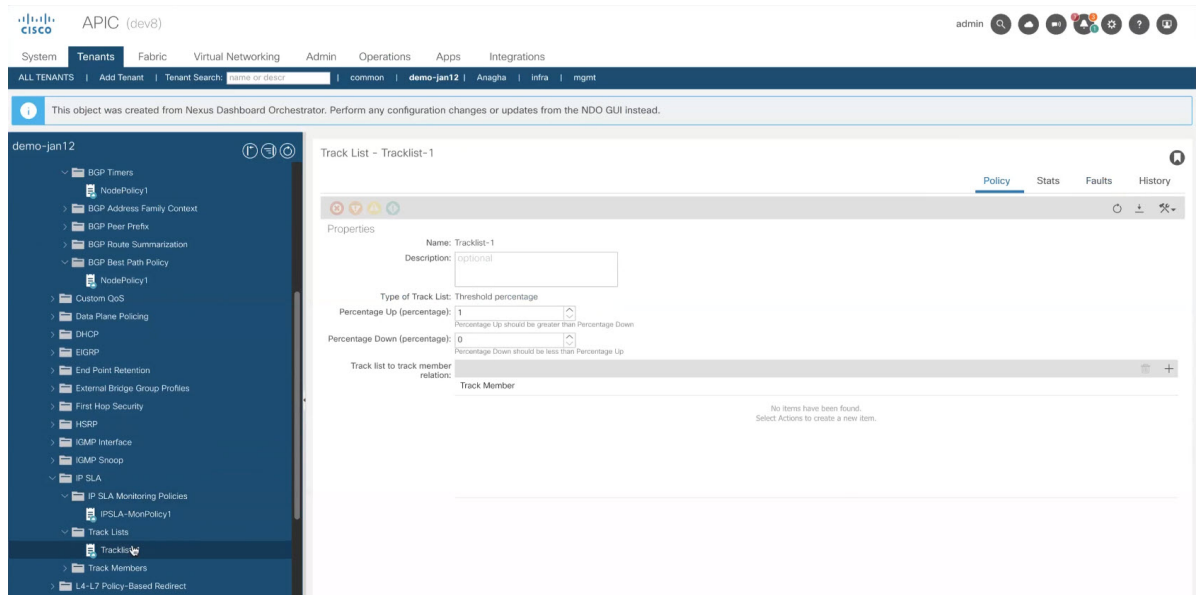 CISCO APIC (dev8) admin 7 3 1
System Tenants Fabric Virtual Networking Admin Operations Apps Integrations
ALL TENANTS | Add Tenant | Tenant Search: name or descr | common | demo-jan12 | Anagha | infra | mgmt
This object was created from Nexus Dashboard Orchestrator. Perform any configuration changes or updates from the NDO GUI instead.
demo-jan12
BGP Timers
NodePolicy1
BGP Address Family Context
BGP Peer Prefix
BGP Route Summarization
BGP Best Path Policy
NodePolicy1
Custom QoS
Data Plane Policing
DHCP
EIGRP
End Point Retention
External Bridge Group Profiles
First Hop Security
HSRP
IGMP Interface
IGMP Snoop
IP SLA
IP SLA Monitoring Policies
IPSLA-MonPolicy1
Track Lists
Tracklist
Track Members
L4-L7 Policy-Based Redirect
Track List - Tracklist-1
Policy Stats Faults History
Properties
Name: Tracklist-1
Description: optional
Type of Track List: Threshold percentage
Percentage Up (percentage): 1
Percentage Up should be greater than Percentage Down
Percentage Down (percentage): 0
Percentage Down should be less than Percentage Up
Track list to track member
relation:
Track Member
No items have been found.
Select Actions to create a new item.